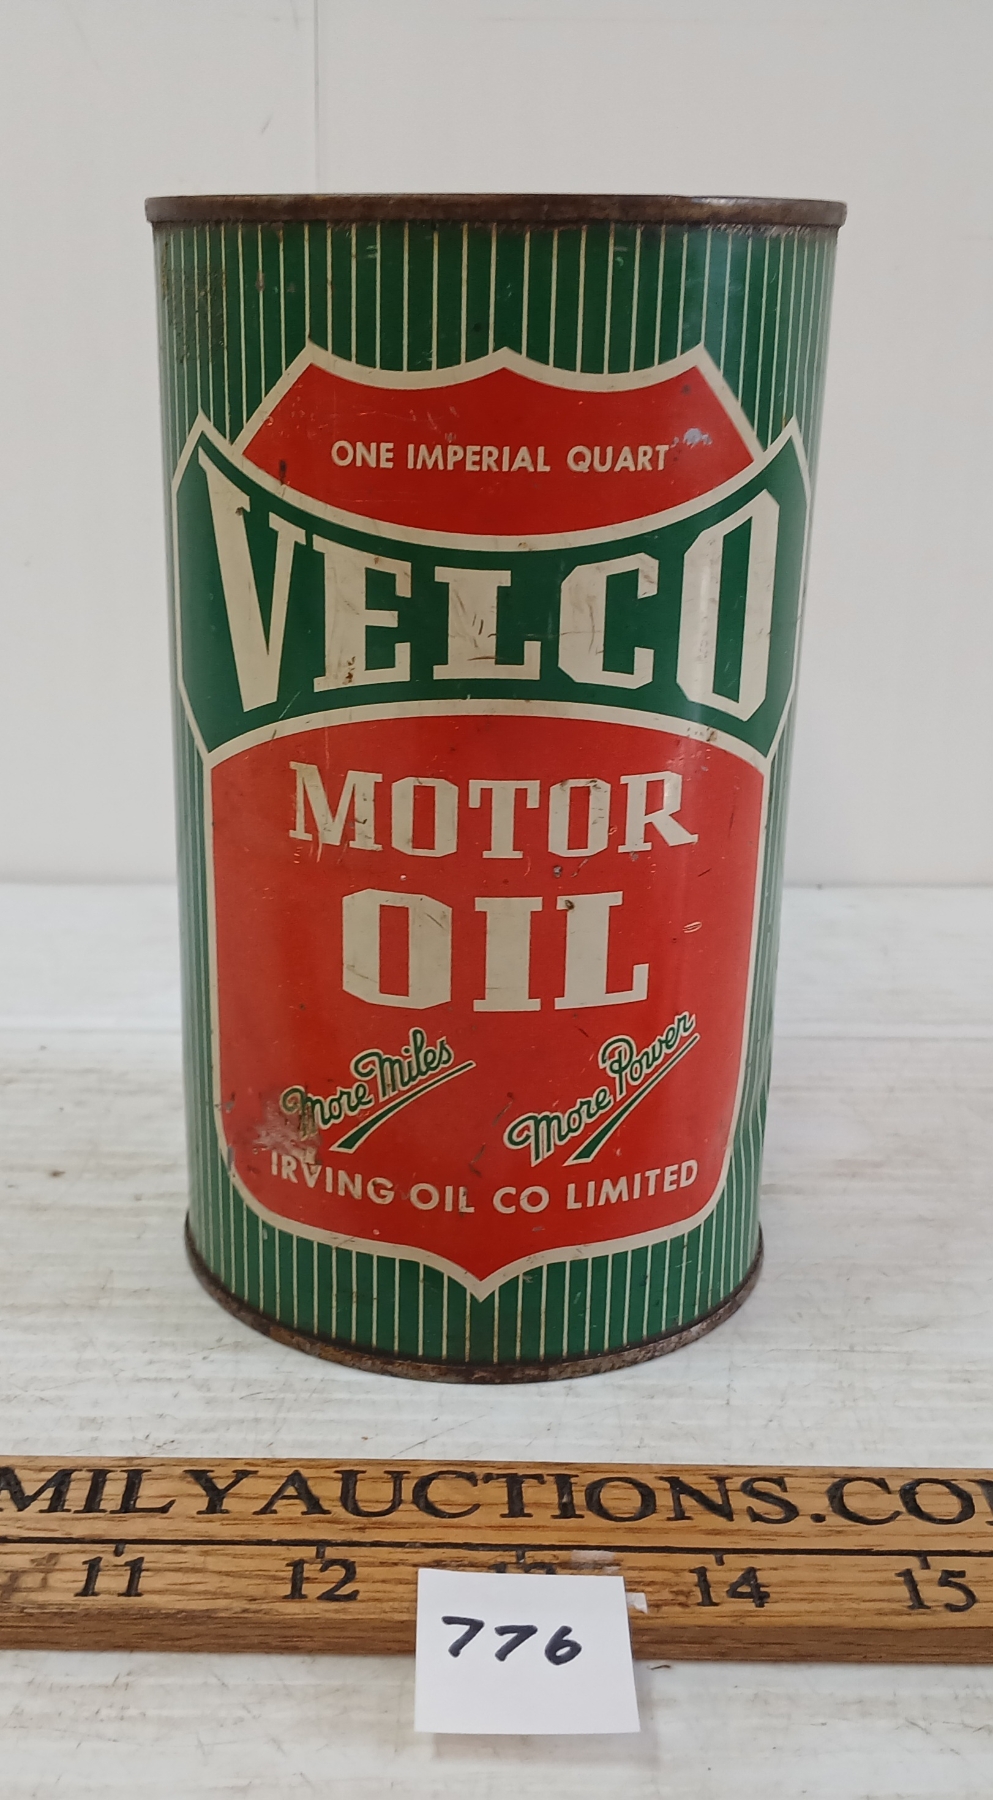 ONE IMPERIAL QUART
VELCO
MOTOR
OIL
More Miles
More Power
IRVING OIL CO LIMITED
MILYAUCTIONS.CO
11 12 13 14 15
776